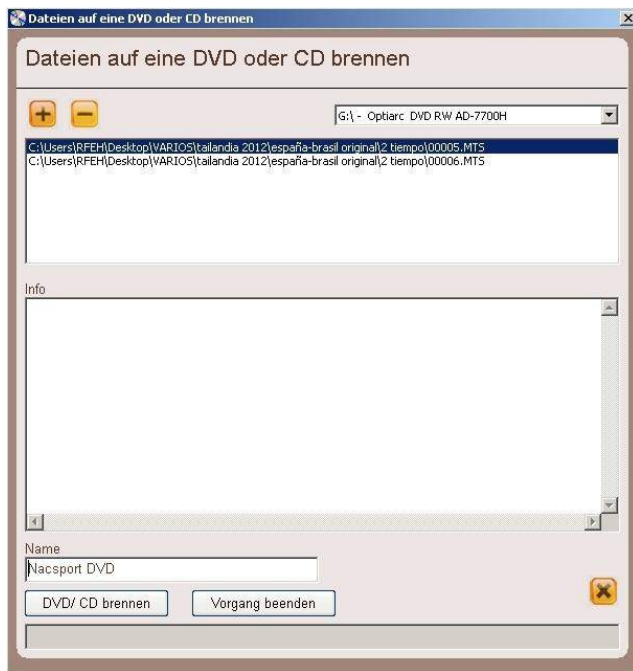 Dateien auf eine DVD oder CD brennen
Dateien auf eine DVD oder CD brennen
G:\ - Optiarc DVD RW AD-7700H
C:\Users\RFEH\Desktop\VARIOS\tailandia 2012\españa-brasil original\2 tiempo\00005.MTS
C:\Users\RFEH\Desktop\VARIOS\tailandia 2012\españa-brasil original\2 tiempo\00006.MTS
Info
Name
Nacsport DVD
DVD/ CD brennen
Vorgang beenden